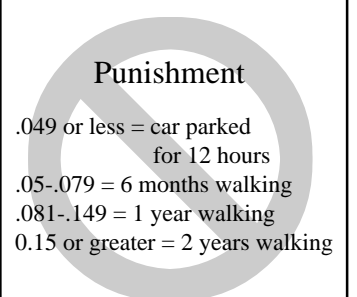 Punishment
.049 or less = car parked
for 12 hours
.05-.079 = 6 months walking
.081-.149 = 1 year walking
0.15 or greater = 2 years walking